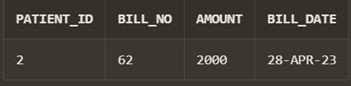 PATIENT_ID BILL_NO AMOUNT BILL_DATE
2 62 2000 28-APR-23